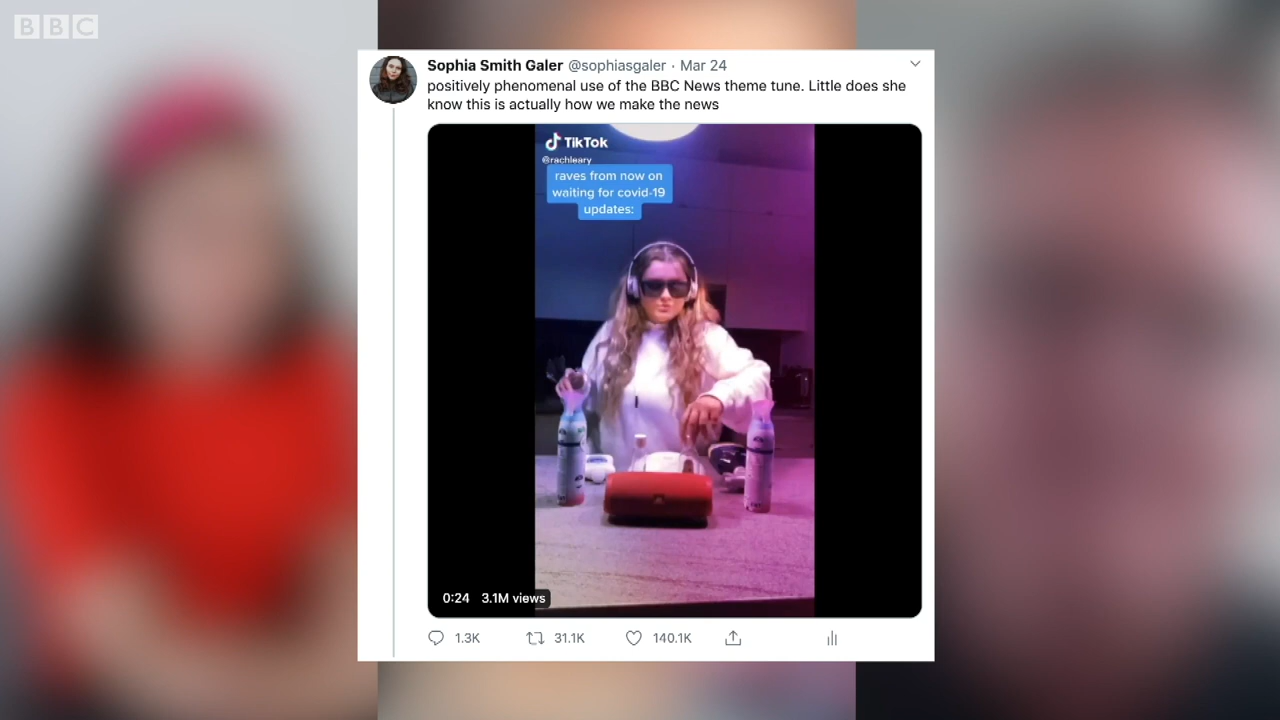 BBC
Sophia Smith Galer @sophiasgaler · Mar 24
positively phenomenal use of the BBC News theme tune. Little does she
know this is actually how we make the news
TikTok
@rachleary
raves from now on
waiting for covid-19
updates:
0:24 3.1M views
1.3K 31.1K 140.1K